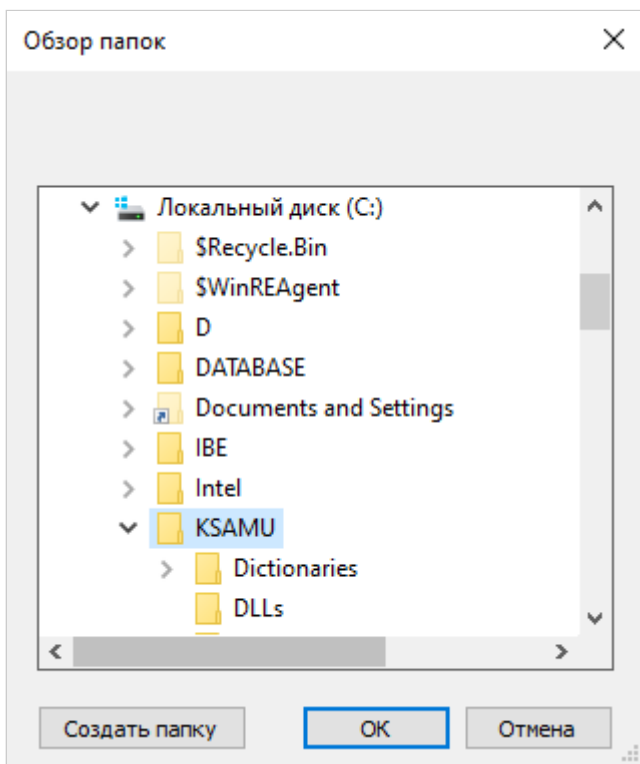 Обзор папок
Локальный диск (C:)
$Recycle.Bin
$WinREAgent
D
DATABASE
Documents and Settings
IBE
Intel
KSAMU
Dictionaries
DLLs
Создать папку
ОК
Отмена